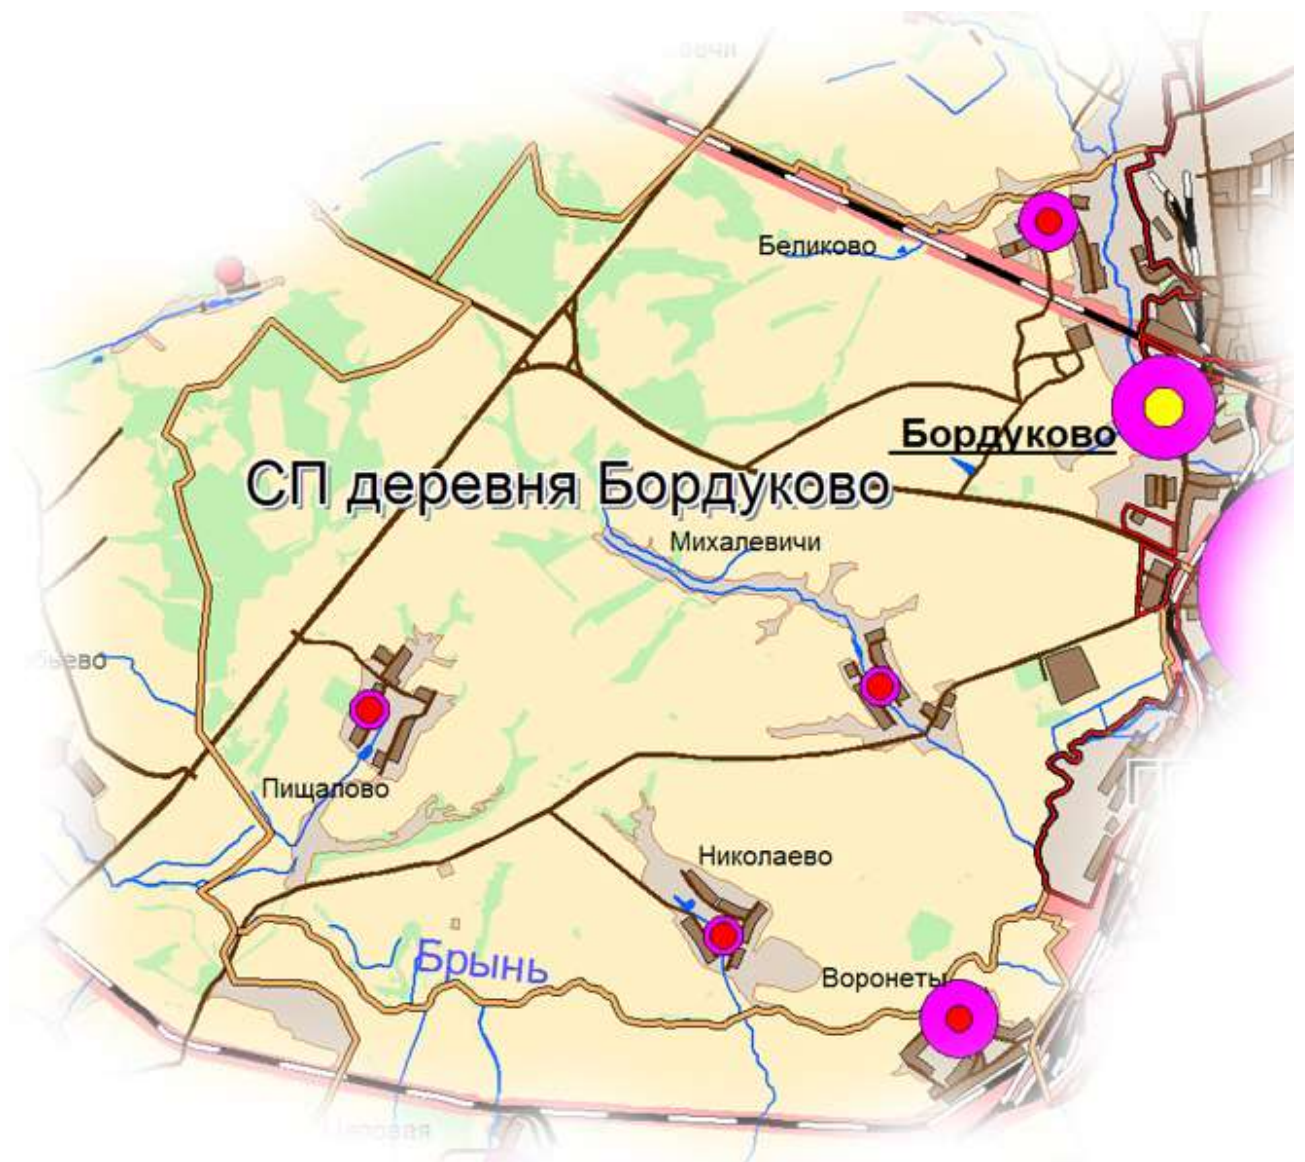 Беликово
Бордуково
СП деревня Бордуково
Михалевичи
Пищалово
Николаево
Брынь
Воронеты